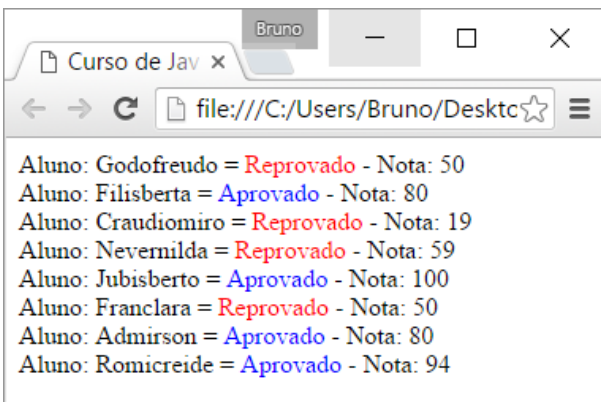 Bruno
Curso de Jav
file:///C:/Users/Bruno/Desktc
Aluno: Godofreudo = Reprovado - Nota: 50
Aluno: Filisberta = Aprovado - Nota: 80
Aluno: Craudiomiro = Reprovado - Nota: 19
Aluno: Nevernilda = Reprovado - Nota: 59
Aluno: Jubisberto = Aprovado - Nota: 100
Aluno: Franclara = Reprovado - Nota: 50
Aluno: Admirson = Aprovado - Nota: 80
Aluno: Romicreide = Aprovado - Nota: 94